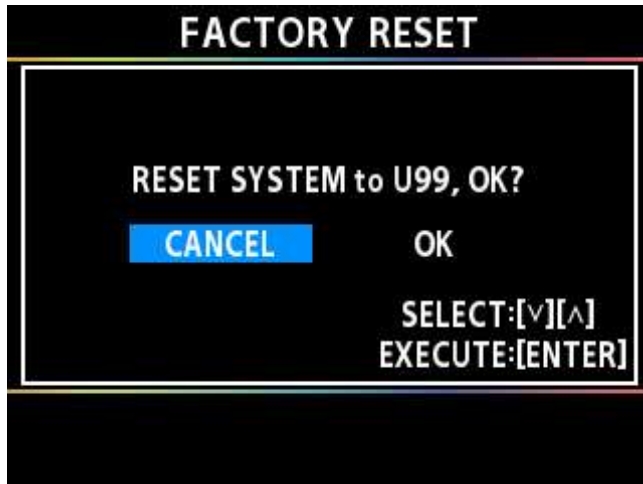 FACTORY RESET
RESET SYSTEM to U99, OK?
CANCEL OK
SELECT:[∨][∧]
EXECUTE:[ENTER]